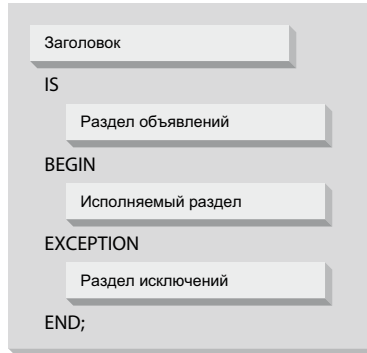 Заголовок
IS
Раздел объявлений
BEGIN
Исполняемый раздел
EXCEPTION
Раздел исключений
END;